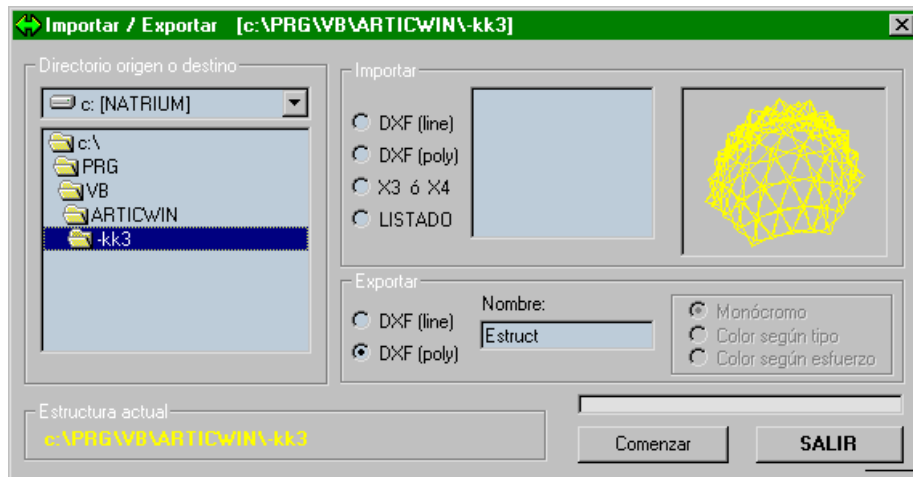 Importar / Exportar [c:\PRG\VB\ARTICWIN\-kk3]
Directorio origen o destino
c: [NATRIUM]
c:\
PRG
VB
ARTICWIN
-kk3
Importar
DXF (line)
DXF (poly)
X3 ó X4
LISTADO
Exportar
DXF (line)
DXF (poly)
Nombre:
Estruct
Monócromo
Color según tipo
Color según esfuerzo
Estructura actual
c:\PRG\VB\ARTICWIN\-kk3
Comenzar
SALIR